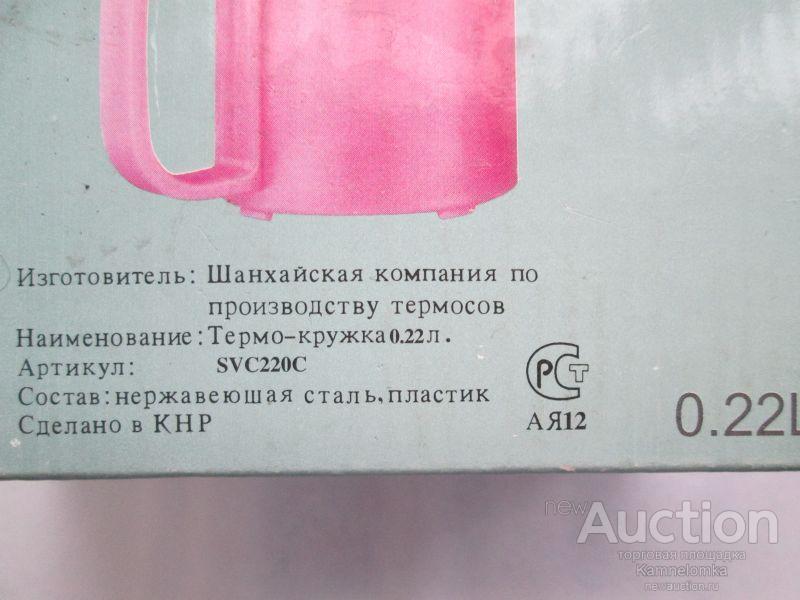 Изготовитель: Шанхайская компания по
производству термосов
Наименование: Термо-кружка 0.22л.
Артикул: SVC220C
Состав: нержавеюшая сталь, пластик
Сделано в КНР
РСТ
АЯ12
0.22L
new Auction
торговая площадка
Kamnelomka
newauction.ru